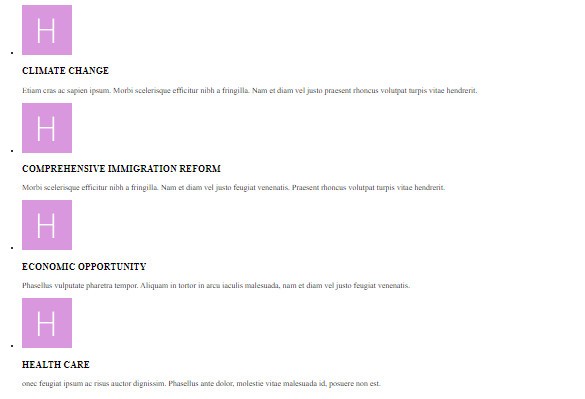 H
CLIMATE CHANGE
Etiam cras ac sapien ipsum. Morbi scelerisque efficitur nibh a fringilla. Nam et diam vel justo praesent rhoncus volutpat turpis vitae hendrerit.
H
COMPREHENSIVE IMMIGRATION REFORM
Morbi scelerisque efficitur nibh a fringilla. Nam et diam vel justo feugiat venenatis. Praesent rhoncus volutpat turpis vitae hendrerit.
H
ECONOMIC OPPORTUNITY
Phasellus vulputate pharetra tempor. Aliquam in tortor in arcu iaculis malesuada, nam et diam vel justo feugiat venenatis.
H
HEALTH CARE
onec feugiat ipsum ac risus auctor dignissim. Phasellus ante dolor, molestie vitae malesuada id, posuere non est.